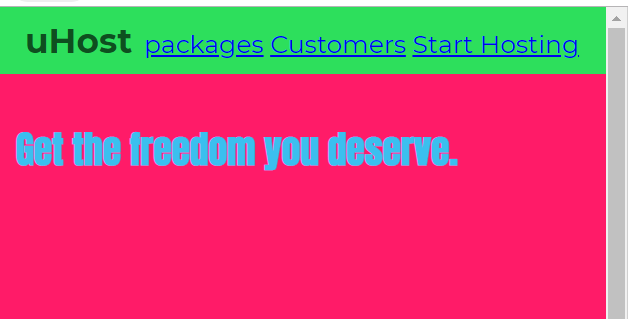 uHost packages Customers Start Hosting
Get the freedom you deserve.